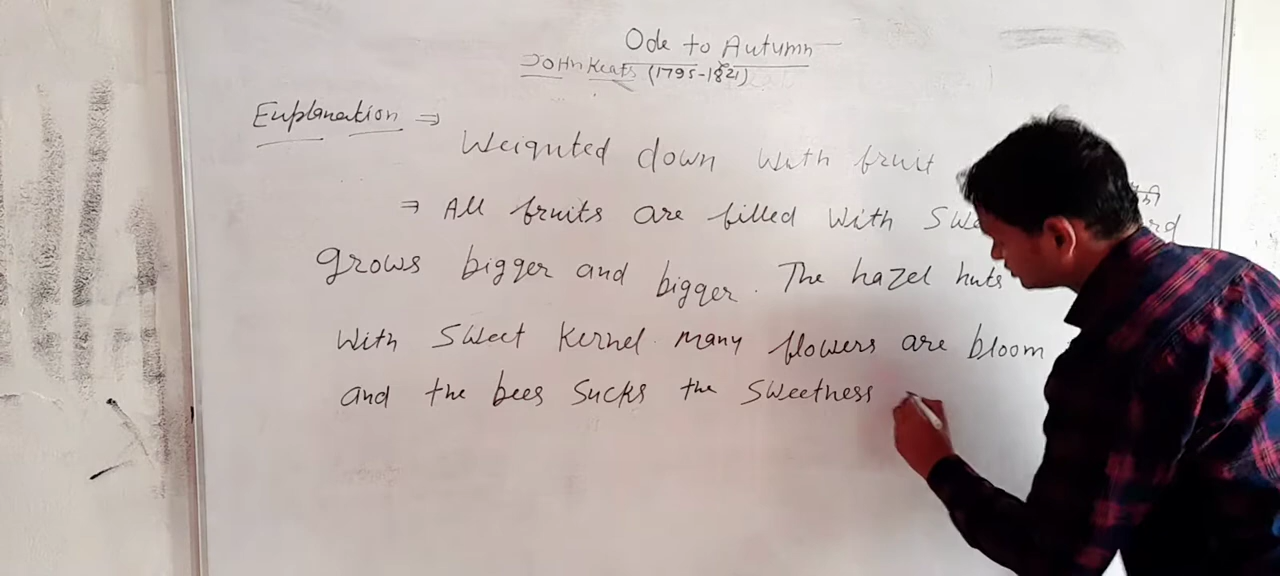 Ode to Autumn
JOHN Keats (1795-1821)
Explanation ⇒
Weignted down with fruit
⇒ All fruits are filled with
grows bigger and bigger. The hazel nuts
with sweet Kernel. many flowers are bloom
and the bees sucks the sweetness